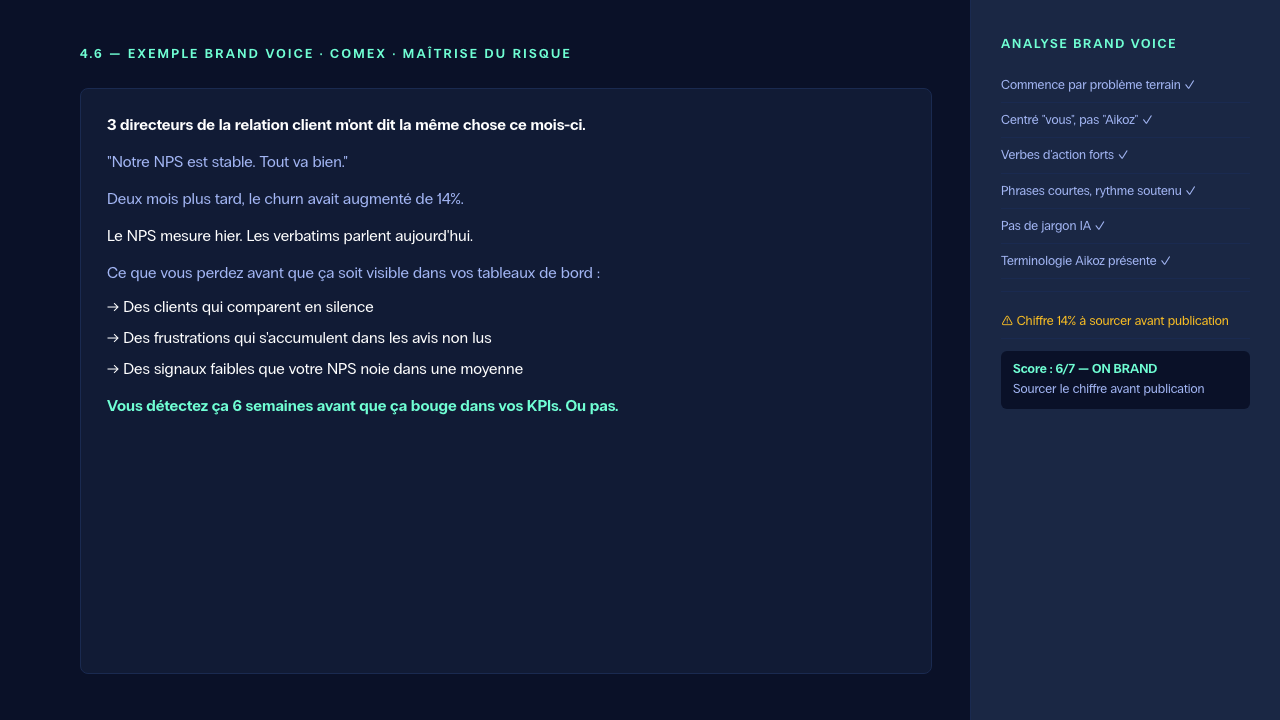 4.6 — EXEMPLE BRAND VOICE · COMEX · MAÎTRISE DU RISQUE
3 directeurs de la relation client m'ont dit la même chose ce mois-ci.
"Notre NPS est stable. Tout va bien."
Deux mois plus tard, le churn avait augmenté de 14%.
Le NPS mesure hier. Les verbatims parlent aujourd'hui.
Ce que vous perdez avant que ça soit visible dans vos tableaux de bord :
→ Des clients qui comparent en silence
→ Des frustrations qui s'accumulent dans les avis non lus
→ Des signaux faibles que votre NPS noie dans une moyenne
Vous détectez ça 6 semaines avant que ça bouge dans vos KPIs. Ou pas.
ANALYSE BRAND VOICE
Commence par problème terrain ✓
Centré "vous", pas "Aikoz" ✓
Verbes d'action forts ✓
Phrases courtes, rythme soutenu ✓
Pas de jargon IA ✓
Terminologie Aikoz présente ✓
⚠ Chiffre 14% à sourcer avant publication
Score : 6/7 — ON BRAND
Sourcer le chiffre avant publication